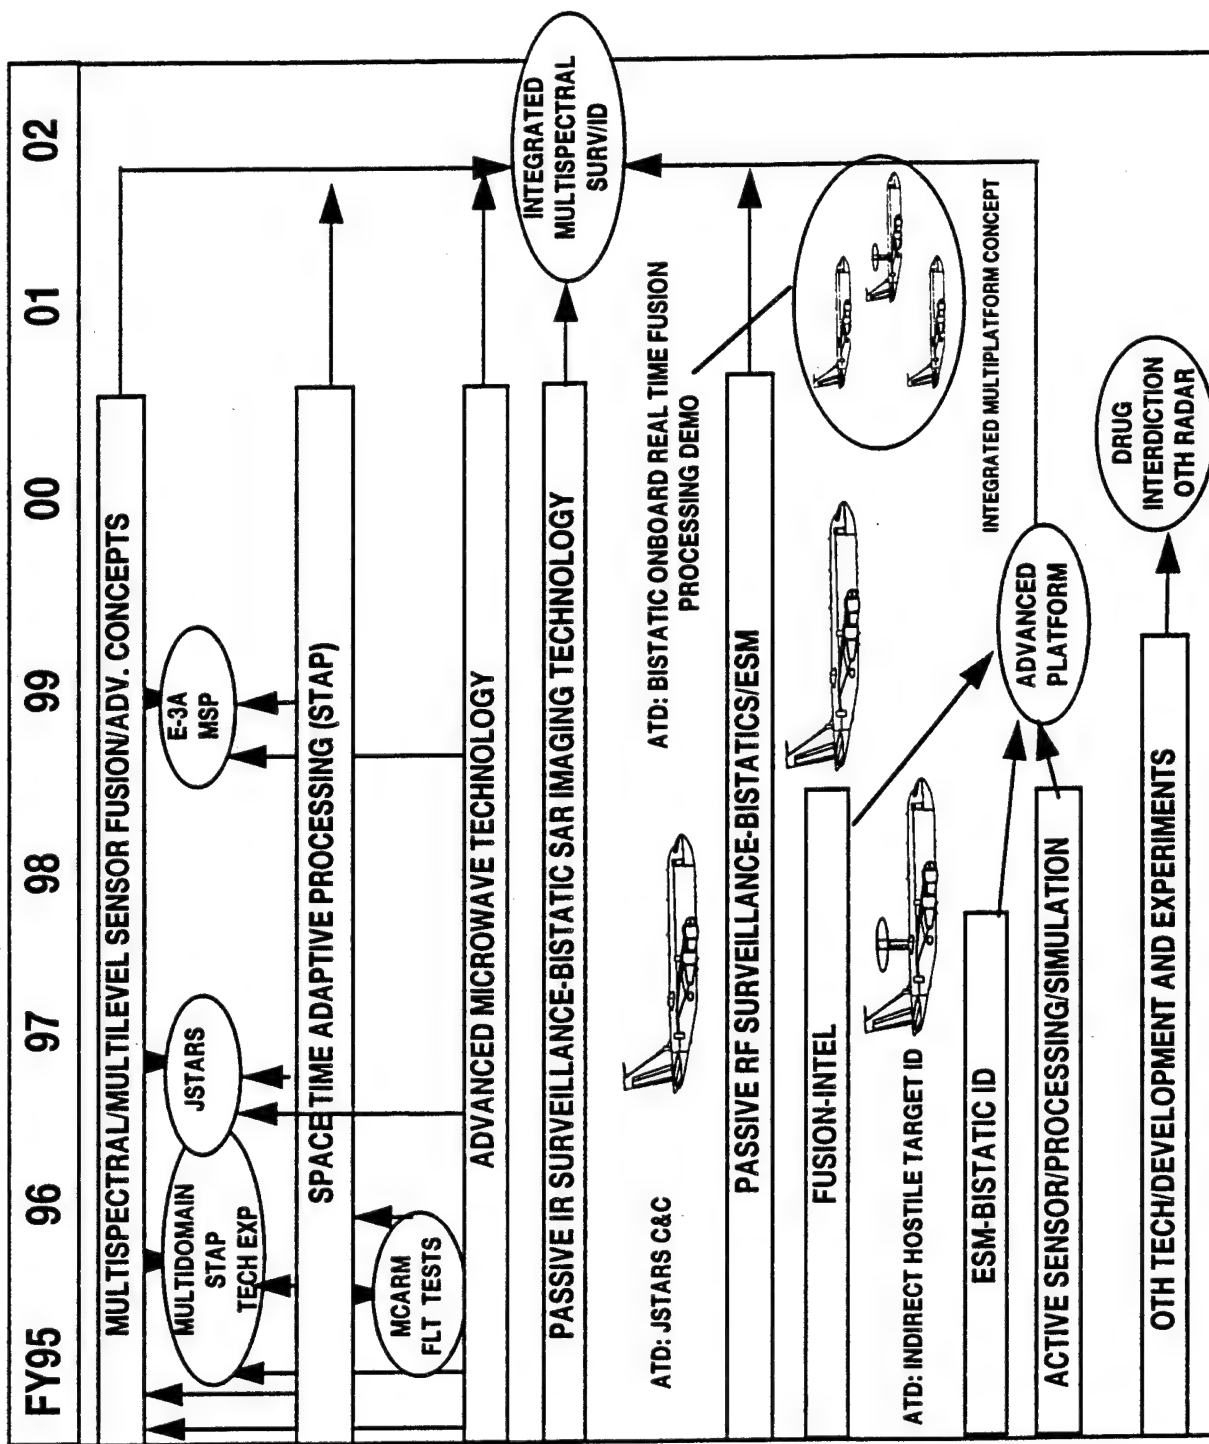 FY95 96 97 98 99 00 01 02
MULTISPECTRAL/MULTILEVEL SENSOR FUSION/ADV. CONCEPTS
MULTIDOMAIN
STAP
TECH EXP
JSTARS
E-3A
MSP
SPACE TIME ADAPTIVE PROCESSING (STAP)
MCARM
FLT TESTS
ADVANCED MICROWAVE TECHNOLOGY
INTEGRATED
MULTISPECTRAL
SURV/ID
PASSIVE IR SURVEILLANCE-BISTATIC SAR IMAGING TECHNOLOGY
ATD: JSTARS C&C
ATD: BISTATIC ONBOARD REAL TIME FUSION
PROCESSING DEMO
PASSIVE RF SURVEILLANCE-BISTATICS/ESM
FUSION-INTEL
ATD: INDIRECT HOSTILE TARGET ID
INTEGRATED MULTIPLATFORM CONCEPT
ESM-BISTATIC ID
ADVANCED
PLATFORM
ACTIVE SENSOR/PROCESSING/SIMULATION
DRUG
INTERDICTION
OTH RADAR
OTH TECH/DEVELOPMENT AND EXPERIMENTS